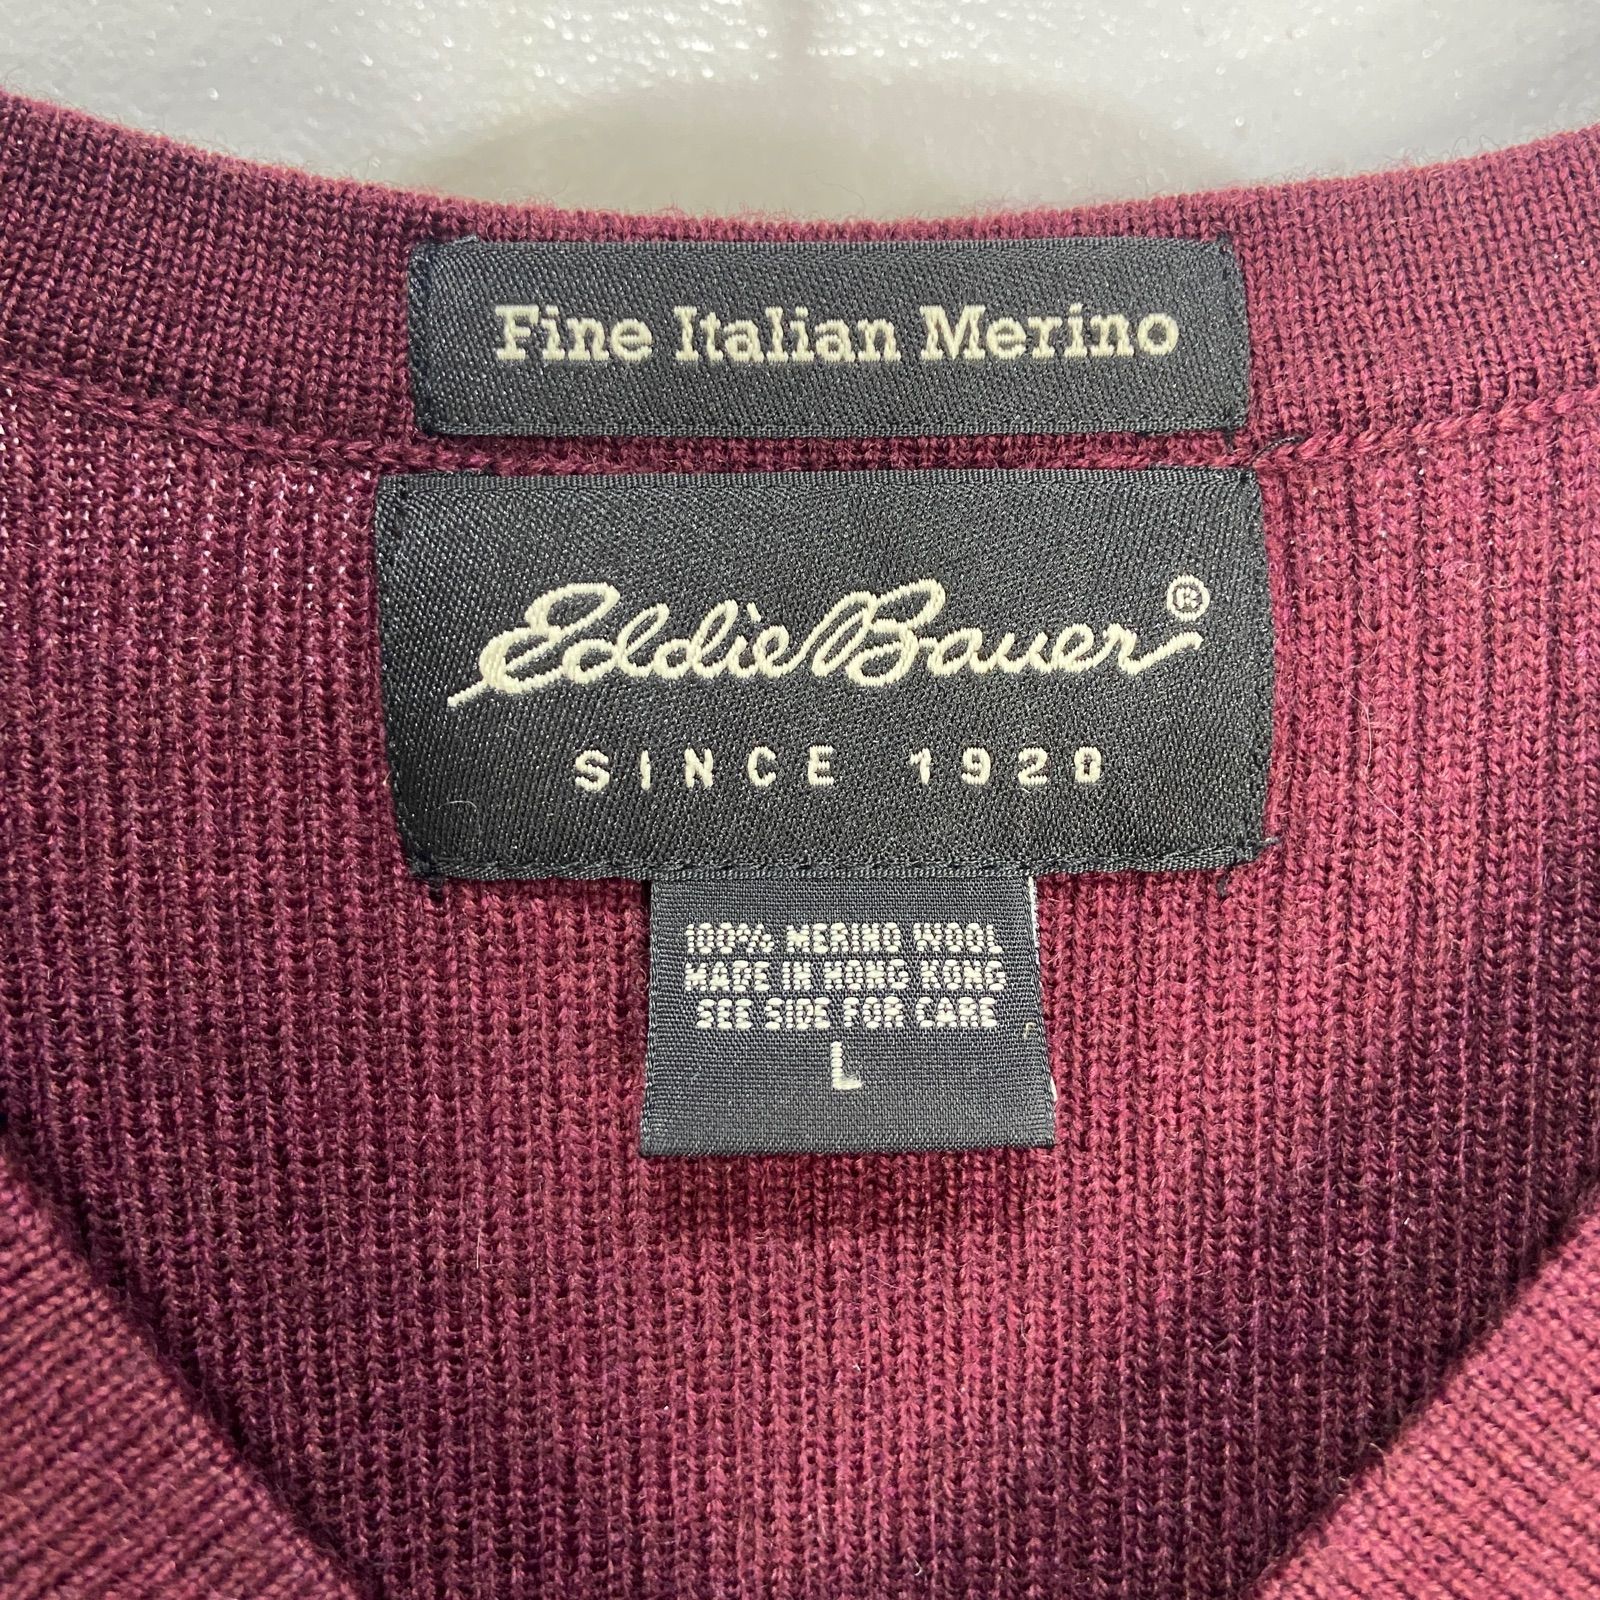 Fine Italian Merino
Eddie Bauer®
SINCE 1920
100% MERINO WOOL
MADE IN HONG KONG
SEE SIDE FOR CARE
L